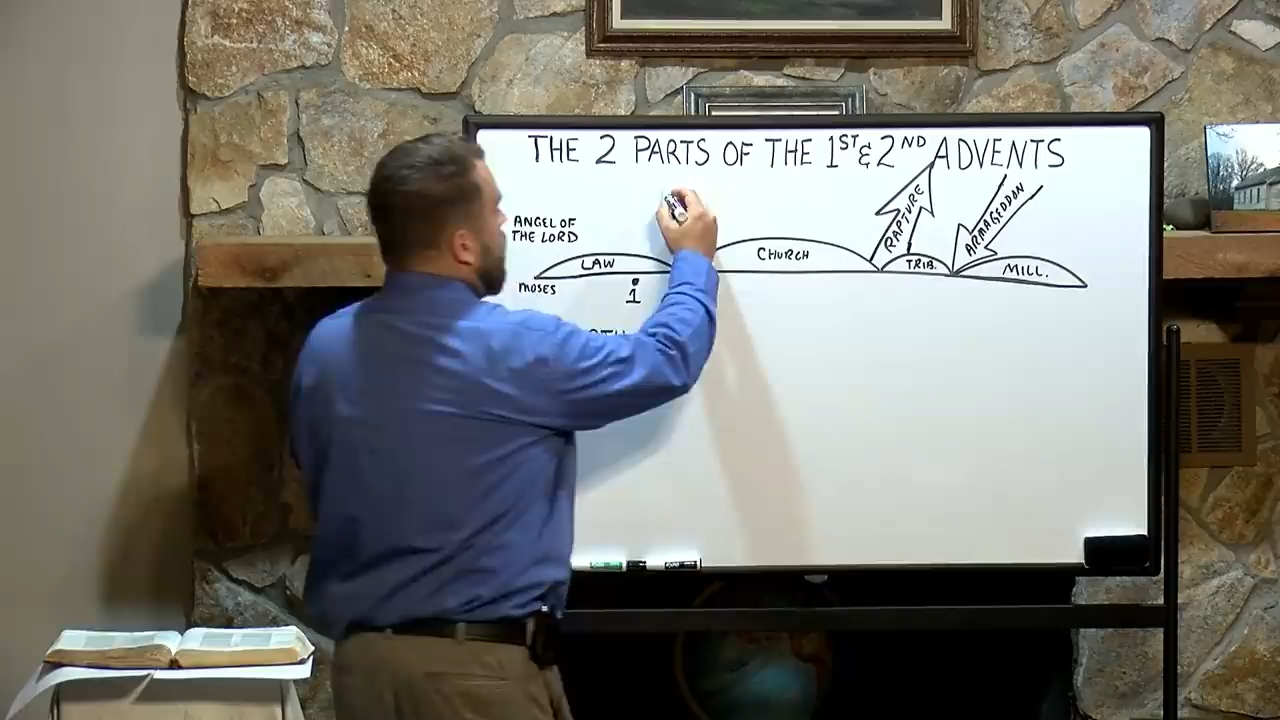 THE 2 PARTS OF THE 1ST & 2ND ADVENTS
ANGEL OF
THE LORD
LAW
MOSES
1
CHURCH
RAPTURE
TRIB.
ARMAGEDDON
MILL.